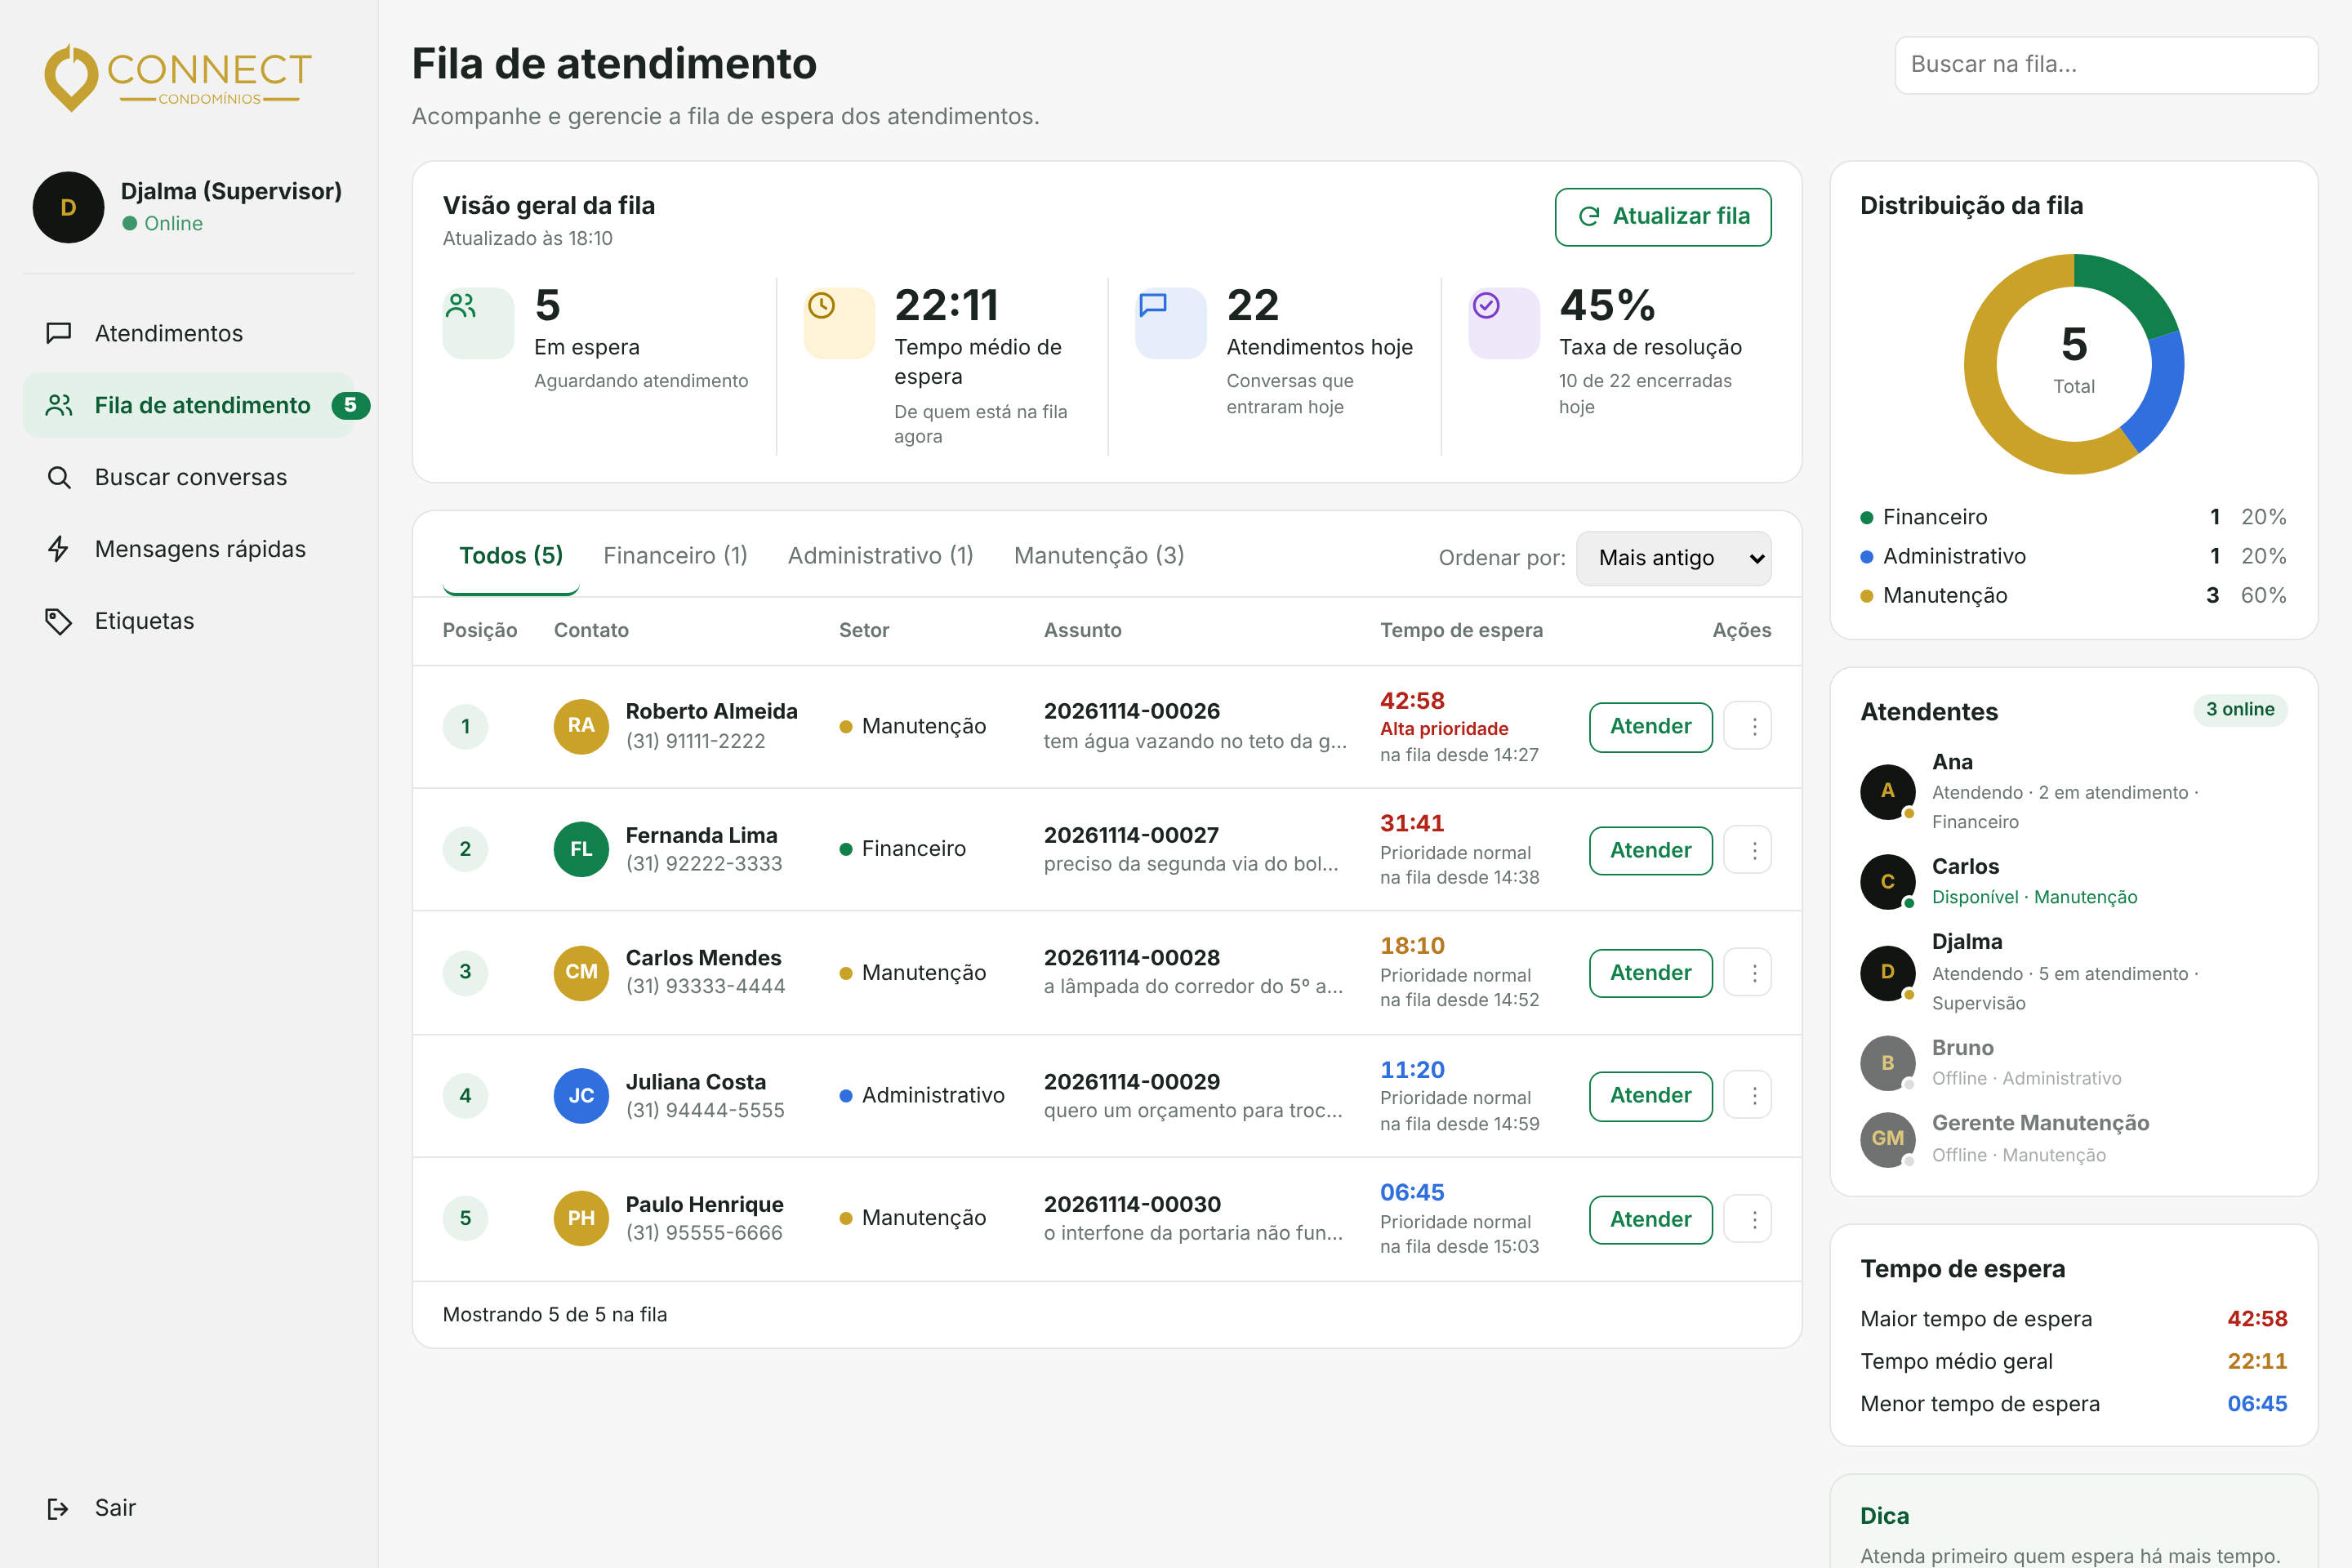 CONNECT
CONDOMÍNIOS
D
Djalma (Supervisor)
Online
Atendimentos
Fila de atendimento 5
Buscar conversas
Mensagens rápidas
Etiquetas
Sair
Fila de atendimento
Acompanhe e gerencie a fila de espera dos atendimentos.
Buscar na fila...
Visão geral da fila
Atualizado às 18:10
Atualizar fila
5
Em espera
Aguardando atendimento
22:11
Tempo médio de
espera
De quem está na fila
agora
22
Atendimentos hoje
Conversas que
entraram hoje
45%
Taxa de resolução
10 de 22 encerradas
hoje
Todos (5) Financeiro (1) Administrativo (1) Manutenção (3) Ordenar por: Mais antigo
Posição Contato Setor Assunto Tempo de espera Ações
1 RA Roberto Almeida
(31) 91111-2222
Manutenção
20261114-00026
tem água vazando no teto da g...
42:58
Alta prioridade
na fila desde 14:27
Atender
2 FL Fernanda Lima
(31) 92222-3333
Financeiro
20261114-00027
preciso da segunda via do bol...
31:41
Prioridade normal
na fila desde 14:38
Atender
3 CM Carlos Mendes
(31) 93333-4444
Manutenção
20261114-00028
a lâmpada do corredor do 5º a...
18:10
Prioridade normal
na fila desde 14:52
Atender
4 JC Juliana Costa
(31) 94444-5555
Administrativo
20261114-00029
quero um orçamento para troc...
11:20
Prioridade normal
na fila desde 14:59
Atender
5 PH Paulo Henrique
(31) 95555-6666
Manutenção
20261114-00030
o interfone da portaria não fun...
06:45
Prioridade normal
na fila desde 15:03
Atender
Mostrando 5 de 5 na fila
Distribuição da fila
5
Total
Financeiro 1 20%
Administrativo 1 20%
Manutenção 3 60%
Atendentes 3 online
A Ana
Atendendo · 2 em atendimento ·
Financeiro
C Carlos
Disponível · Manutenção
D Djalma
Atendendo · 5 em atendimento ·
Supervisão
B Bruno
Offline · Administrativo
GM Gerente Manutenção
Offline · Manutenção
Tempo de espera
Maior tempo de espera 42:58
Tempo médio geral 22:11
Menor tempo de espera 06:45
Dica
Atenda primeiro quem espera há mais tempo.